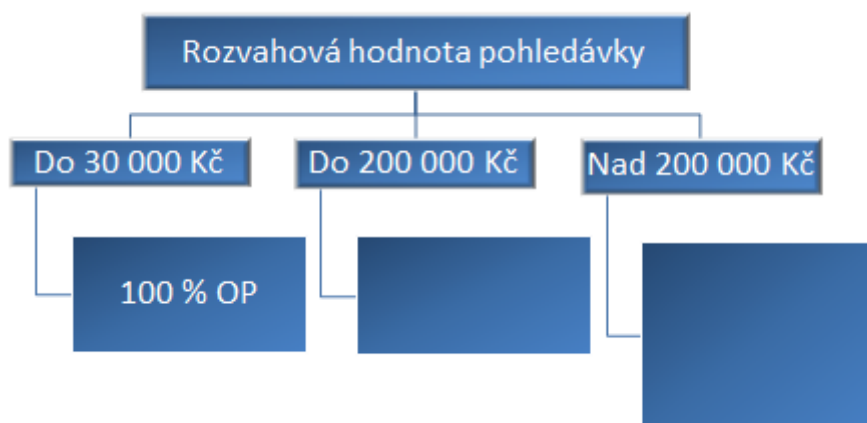 Rozvahová hodnota pohledávky
Do 30 000 Kč
Do 200 000 Kč
Nad 200 000 Kč
100 % OP